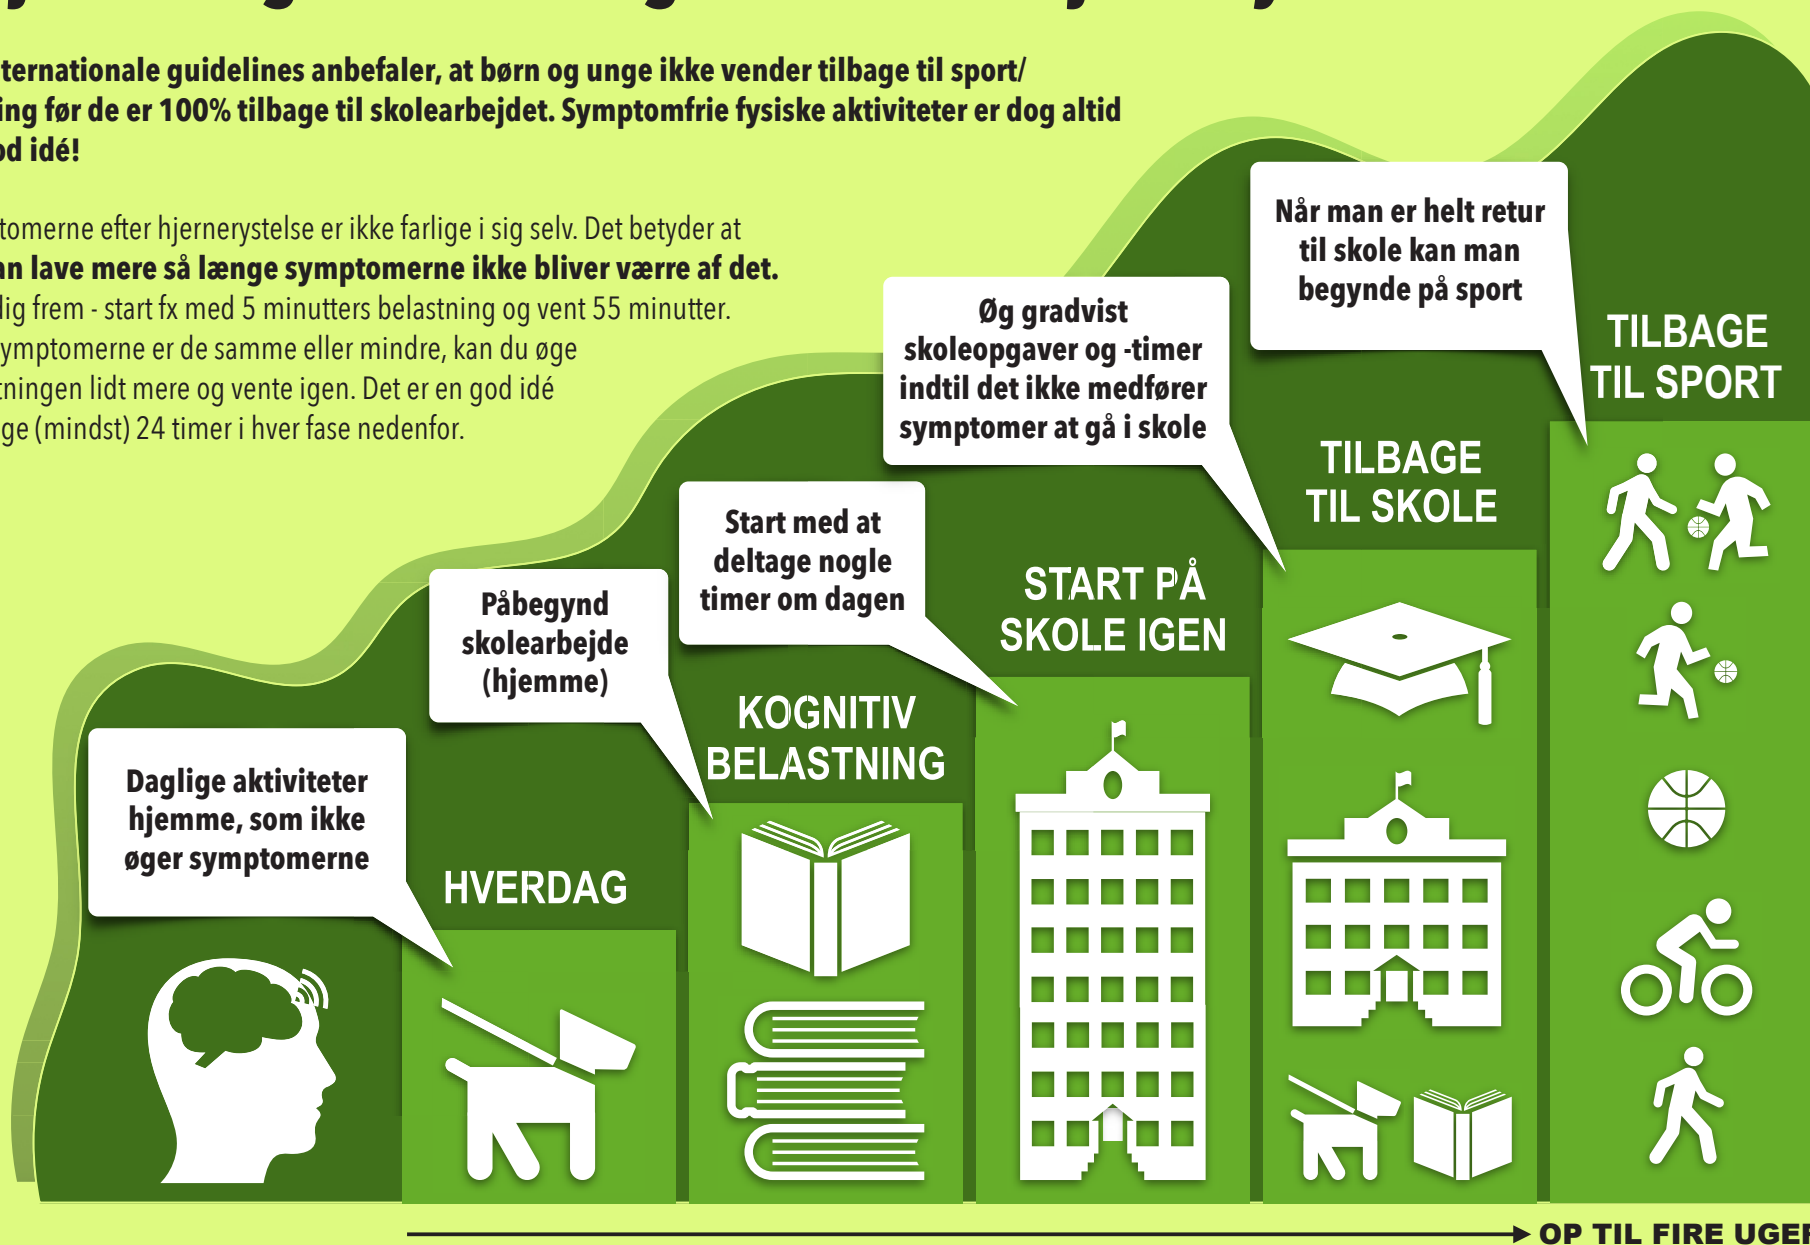 ternationale guidelines anbefaler, at børn og unge ikke vender tilbage til sport/
ing før de er 100% tilbage til skolearbejdet. Symptomfrie fysiske aktiviteter er dog altid
od idé!
tomerne efter hjernerystelse er ikke farlige i sig selv. Det betyder at
an lave mere så længe symptomerne ikke bliver værre af det.
dig frem - start fx med 5 minutters belastning og vent 55 minutter.
symptomerne er de samme eller mindre, kan du øge
tningen lidt mere og vente igen. Det er en god idé
ge (mindst) 24 timer i hver fase nedenfor.
Når man er helt retur
til skole kan man
begynde på sport
Øg gradvist
skoleopgaver og -timer
indtil det ikke medfører
symptomer at gå i skole
TILBAGE
TIL SPORT
TILBAGE
TIL SKOLE
Start med at
deltage nogle
timer om dagen
START PÅ
SKOLE IGEN
Påbegynd
skolearbejde
(hjemme)
KOGNITIV
BELASTNING
Daglige aktiviteter
hjemme, som ikke
øger symptomerne
HVERDAG
OP TIL FIRE UGER